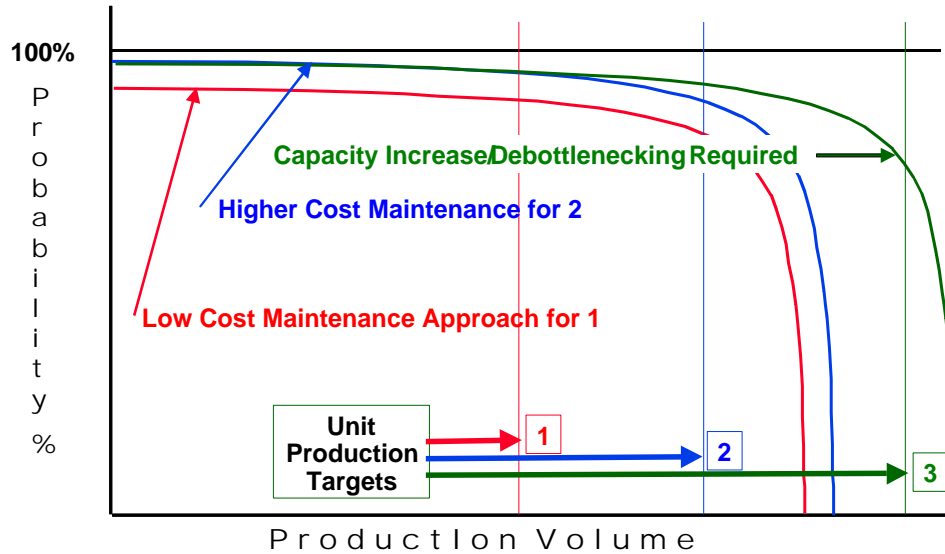 100%
Probability %
Capacity Increase/Debottlenecking Required
Higher Cost Maintenance for 2
Low Cost Maintenance Approach for 1
Unit
Production
Targets
1
2
3
ProductIon Volume